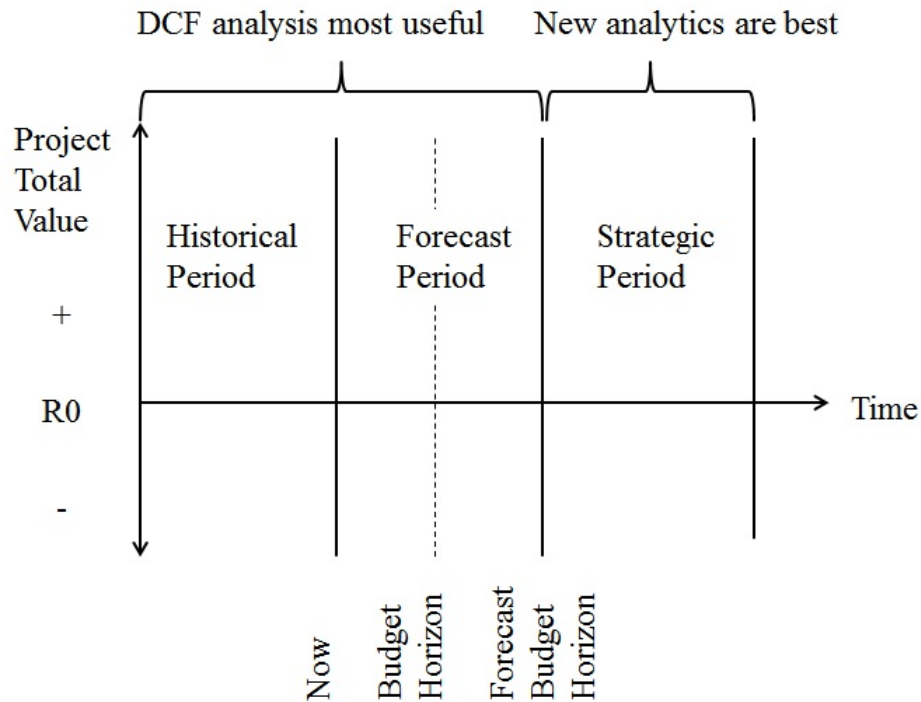 DCF analysis most useful
New analytics are best
Project
Total
Value
Historical
Period
Forecast
Period
Strategic
Period
+
R0
-
Time
Now
Budget
Horizon
Forecast
Budget
Horizon